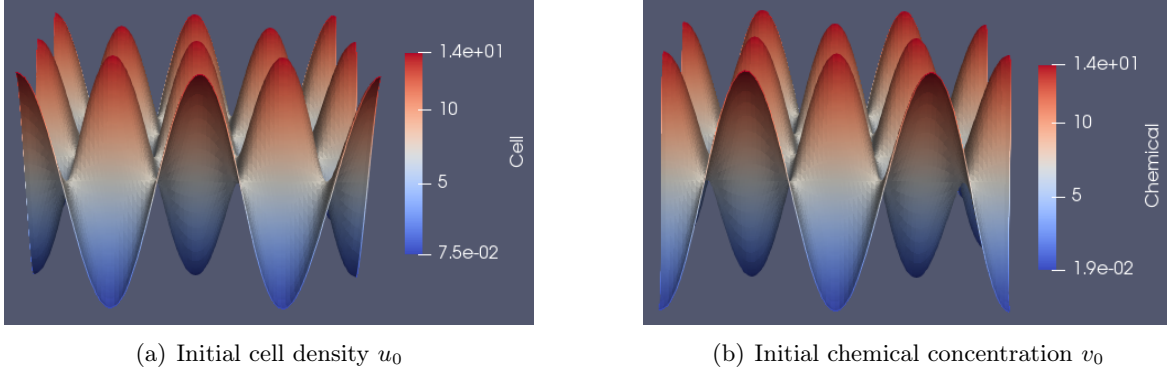 1.4e+01
10
5
7.5e-02
Cell
1.4e+01
10
5
1.9e-02
Chemical
(a) Initial cell density u₀
(b) Initial chemical concentration v₀